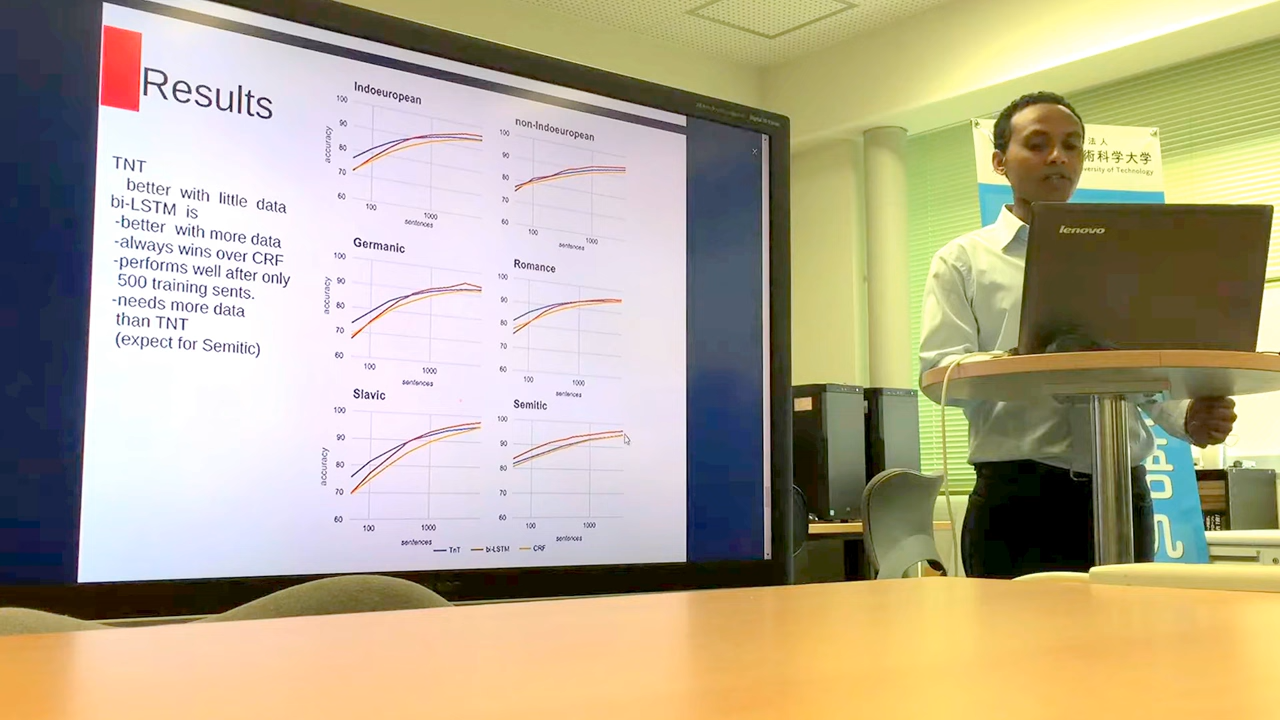 Results
TNT
better with little data
bi-LSTM is
-better with more data
-always wins over CRF
-performs well after only
500 training sents.
-needs more data
than TNT
(expect for Semitic)
Indoeuropean
100
90
80
70
60
accuracy
100
1000
sentences
non-Indoeuropean
100
90
80
70
60
100
1000
sentences
Germanic
100
90
80
70
60
accuracy
100
1000
sentences
Romance
100
90
80
70
60
100
1000
sentences
Slavic
100
90
80
70
60
accuracy
100
1000
sentences
Semitic
100
90
80
70
60
100
1000
sentences
TnT
bi-LSTM
CRF
法人
術科学大学
of Technology
lenovo